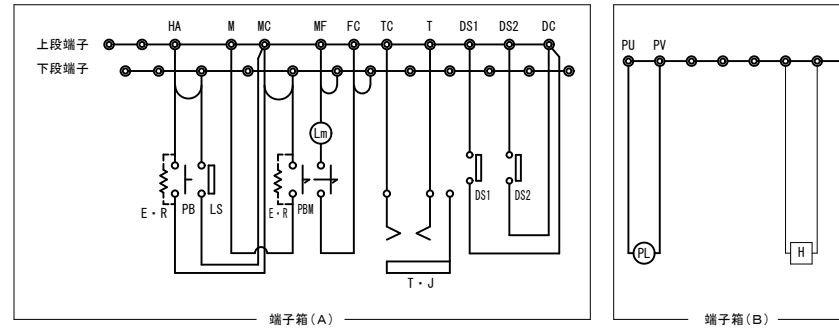 HA M MC MF FC TC T DS1 DS2 DC
上段端子
下段端子
Lm
E・R PB LS E・R PBM DS1 DS2
T・J
端子箱(A)
PU PV
PL H
端子箱(B)